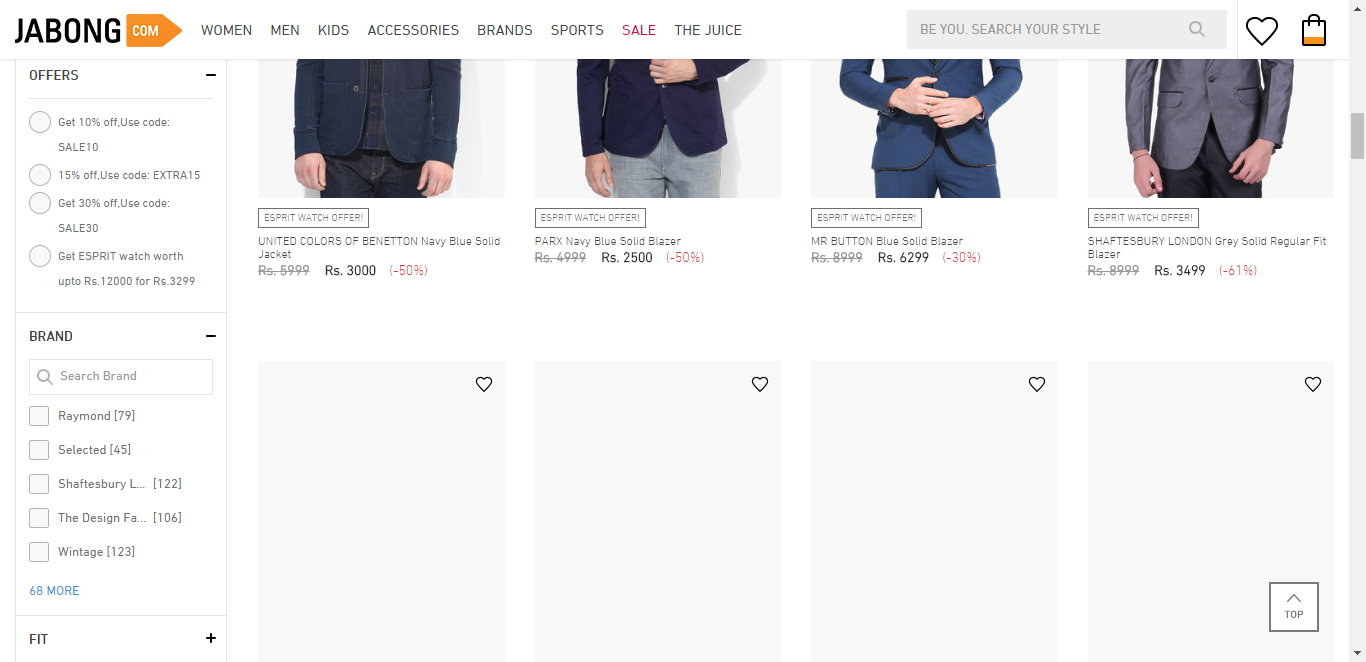 JABONG COM WOMEN MEN KIDS ACCESSORIES BRANDS SPORTS SALE THE JUICE BE YOU. SEARCH YOUR STYLE
OFFERS
Get 10% off,Use code:
SALE10
15% off,Use code: EXTRA15
Get 30% off,Use code:
SALE30
Get ESPRIT watch worth
upto Rs.12000 for Rs.3299
BRAND
Search Brand
Raymond [79]
Selected [45]
Shaftesbury L... [122]
The Design Fa... [106]
Wintage [123]
68 MORE
FIT
ESPRIT WATCH OFFER!
UNITED COLORS OF BENETTON Navy Blue Solid
Jacket
Rs. 5999 Rs. 3000 (-50%)
ESPRIT WATCH OFFER!
PARX Navy Blue Solid Blazer
Rs. 4999 Rs. 2500 (-50%)
ESPRIT WATCH OFFER!
MR BUTTON Blue Solid Blazer
Rs. 8999 Rs. 6299 (-30%)
ESPRIT WATCH OFFER!
SHAFTESBURY LONDON Grey Solid Regular Fit
Blazer
Rs. 8999 Rs. 3499 (-61%)
TOP